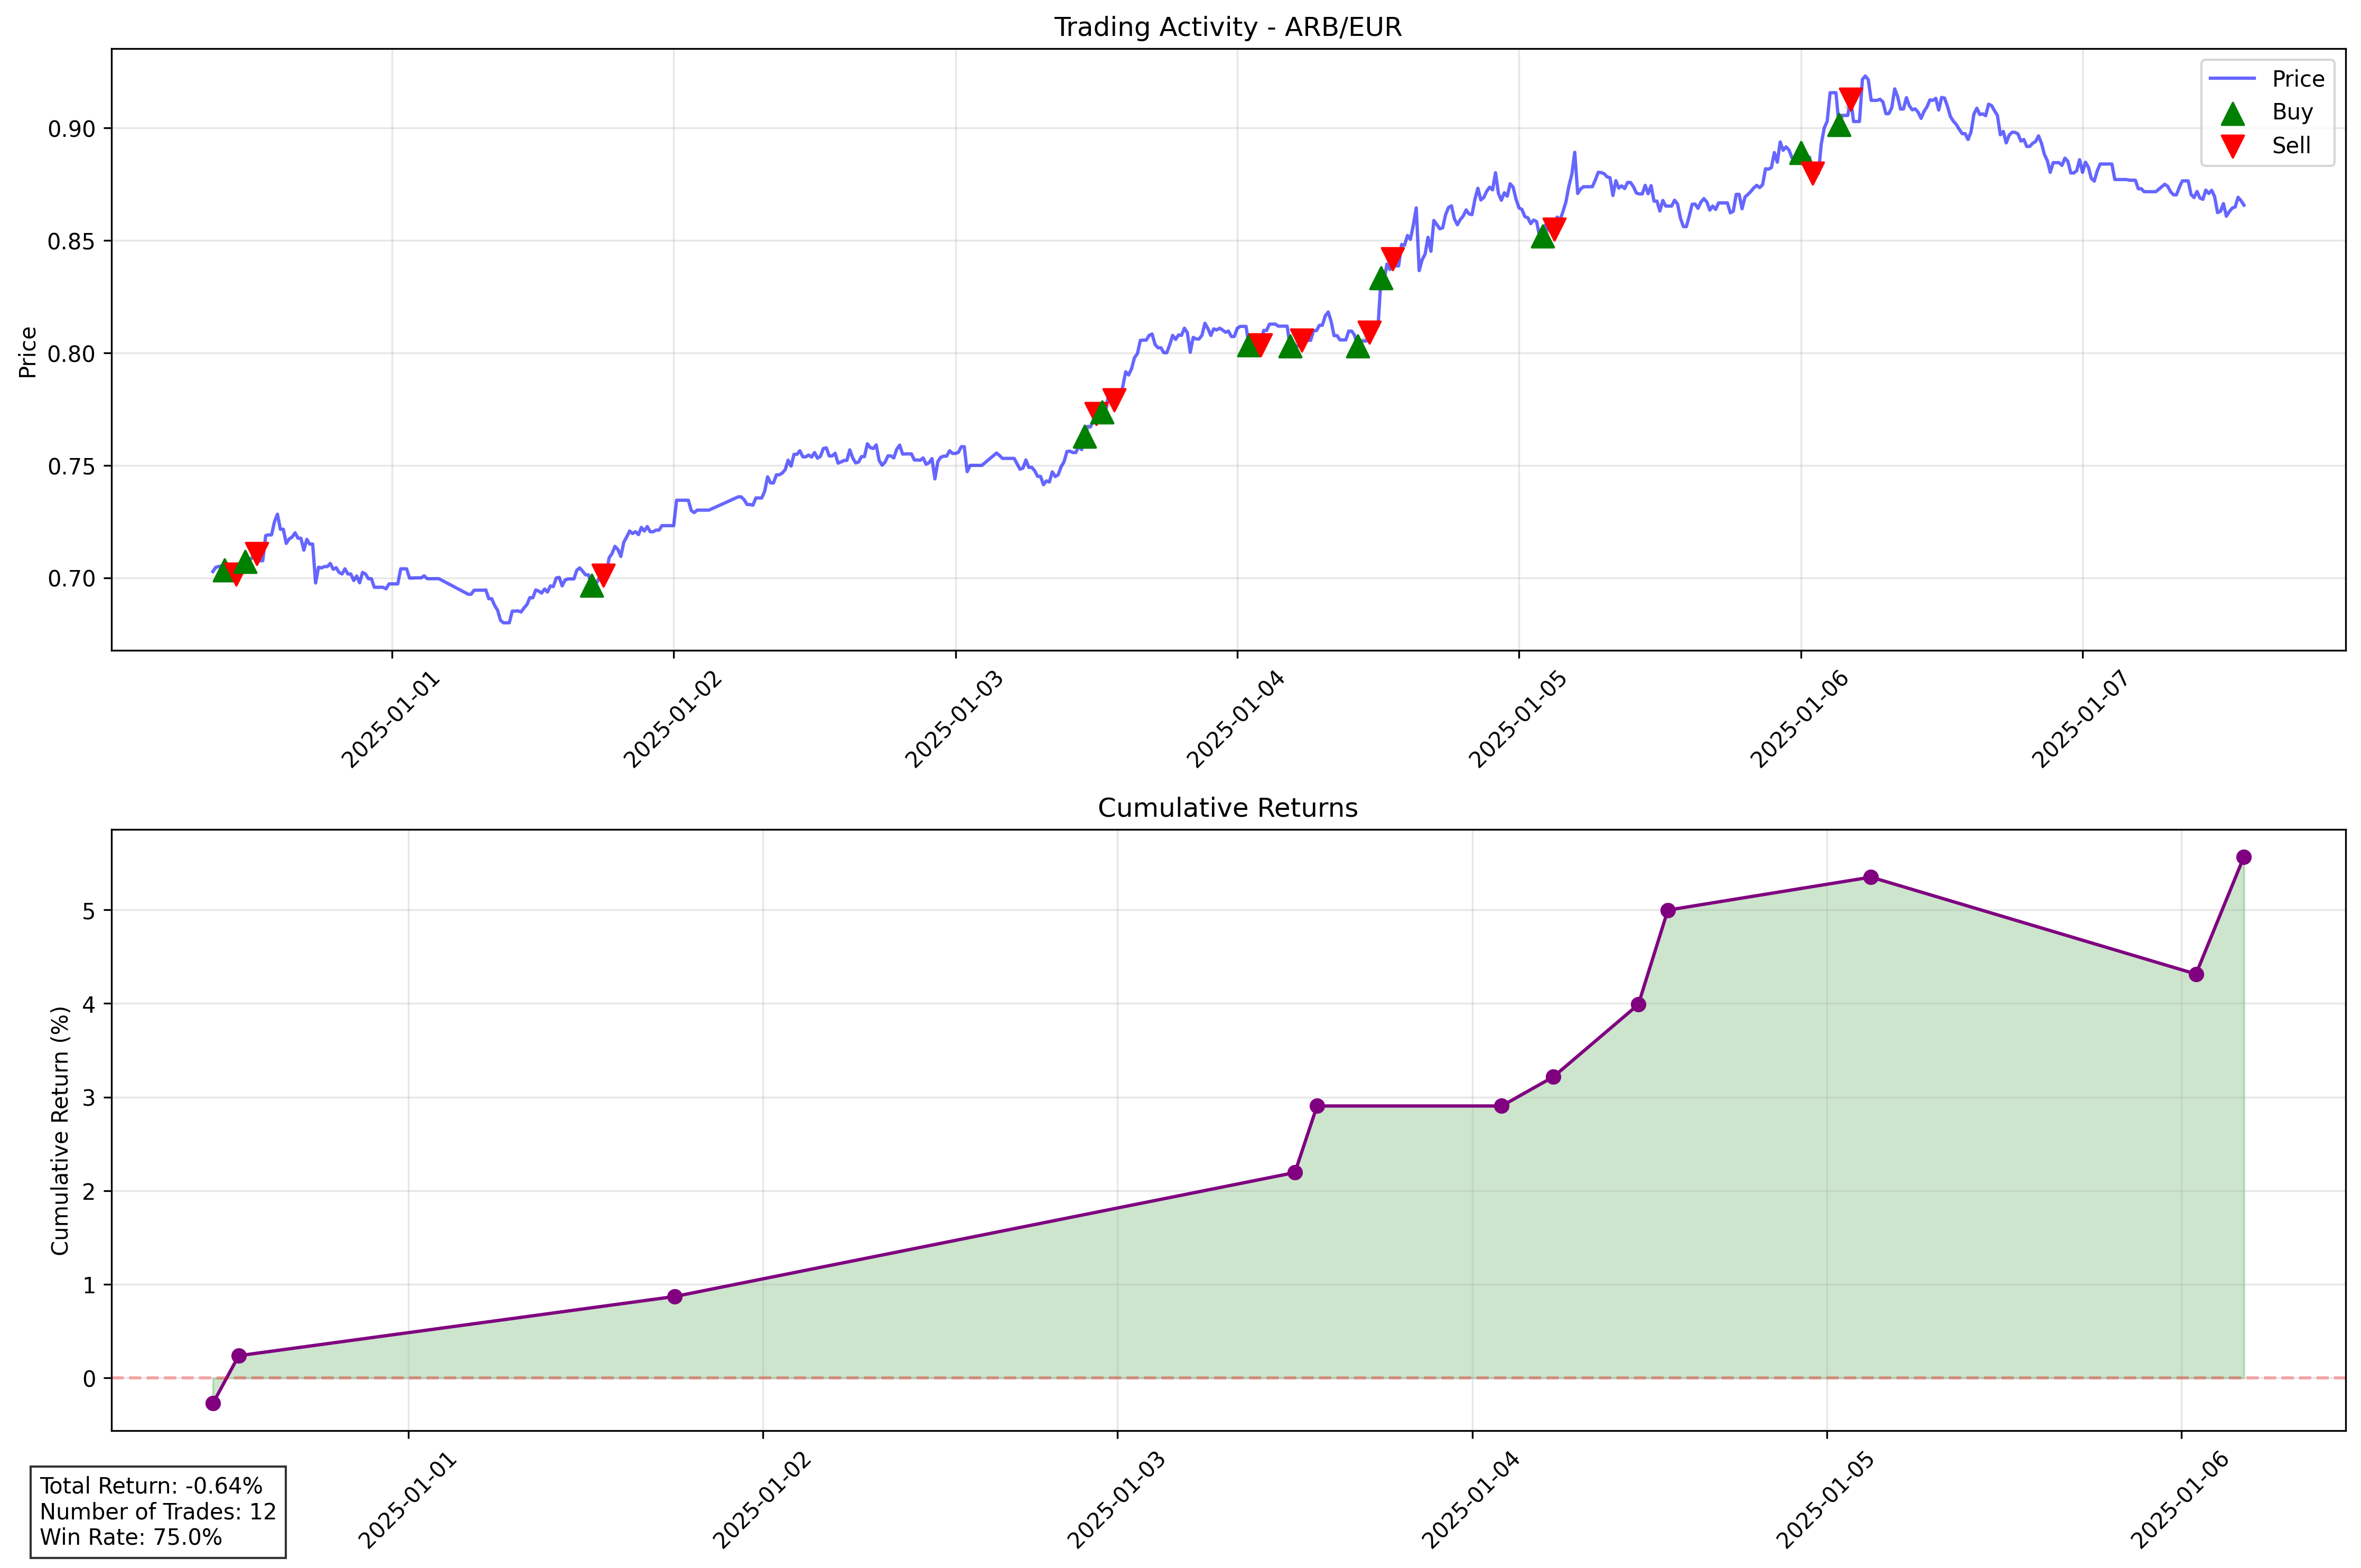 Trading Activity - ARB/EUR
Price
0.90
0.85
0.80
0.75
0.70
Price
Buy
Sell
2025-01-01
2025-01-02
2025-01-03
2025-01-04
2025-01-05
2025-01-06
2025-01-07
Cumulative Returns
Cumulative Return (%)
5
4
3
2
1
0
2025-01-01
2025-01-02
2025-01-03
2025-01-04
2025-01-05
2025-01-06
Total Return: -0.64%
Number of Trades: 12
Win Rate: 75.0%